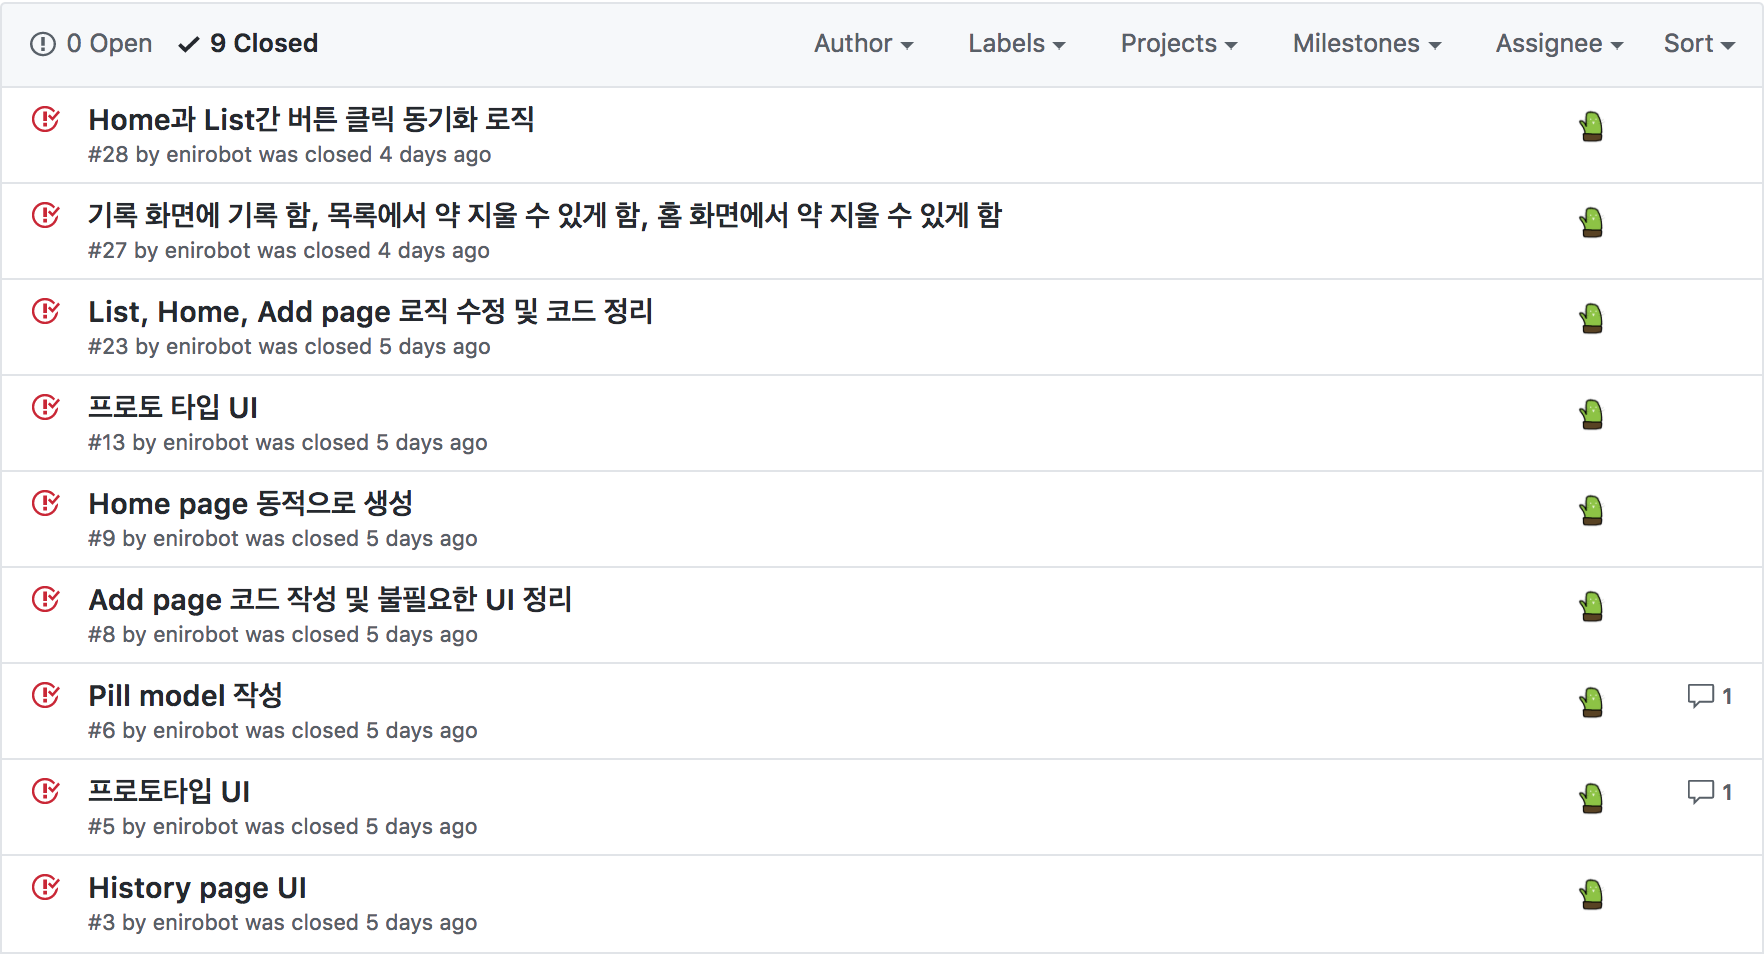 0 Open 9 Closed Author Labels Projects Milestones Assignee Sort
Home과 List간 버튼 클릭 동기화 로직
#28 by enirobot was closed 4 days ago
기록 화면에 기록 함, 목록에서 약 지울 수 있게 함, 홈 화면에서 약 지울 수 있게 함
#27 by enirobot was closed 4 days ago
List, Home, Add page 로직 수정 및 코드 정리
#23 by enirobot was closed 5 days ago
프로토 타입 UI
#13 by enirobot was closed 5 days ago
Home page 동적으로 생성
#9 by enirobot was closed 5 days ago
Add page 코드 작성 및 불필요한 UI 정리
#8 by enirobot was closed 5 days ago
Pill model 작성 1
#6 by enirobot was closed 5 days ago
프로토타입 UI 1
#5 by enirobot was closed 5 days ago
History page UI
#3 by enirobot was closed 5 days ago